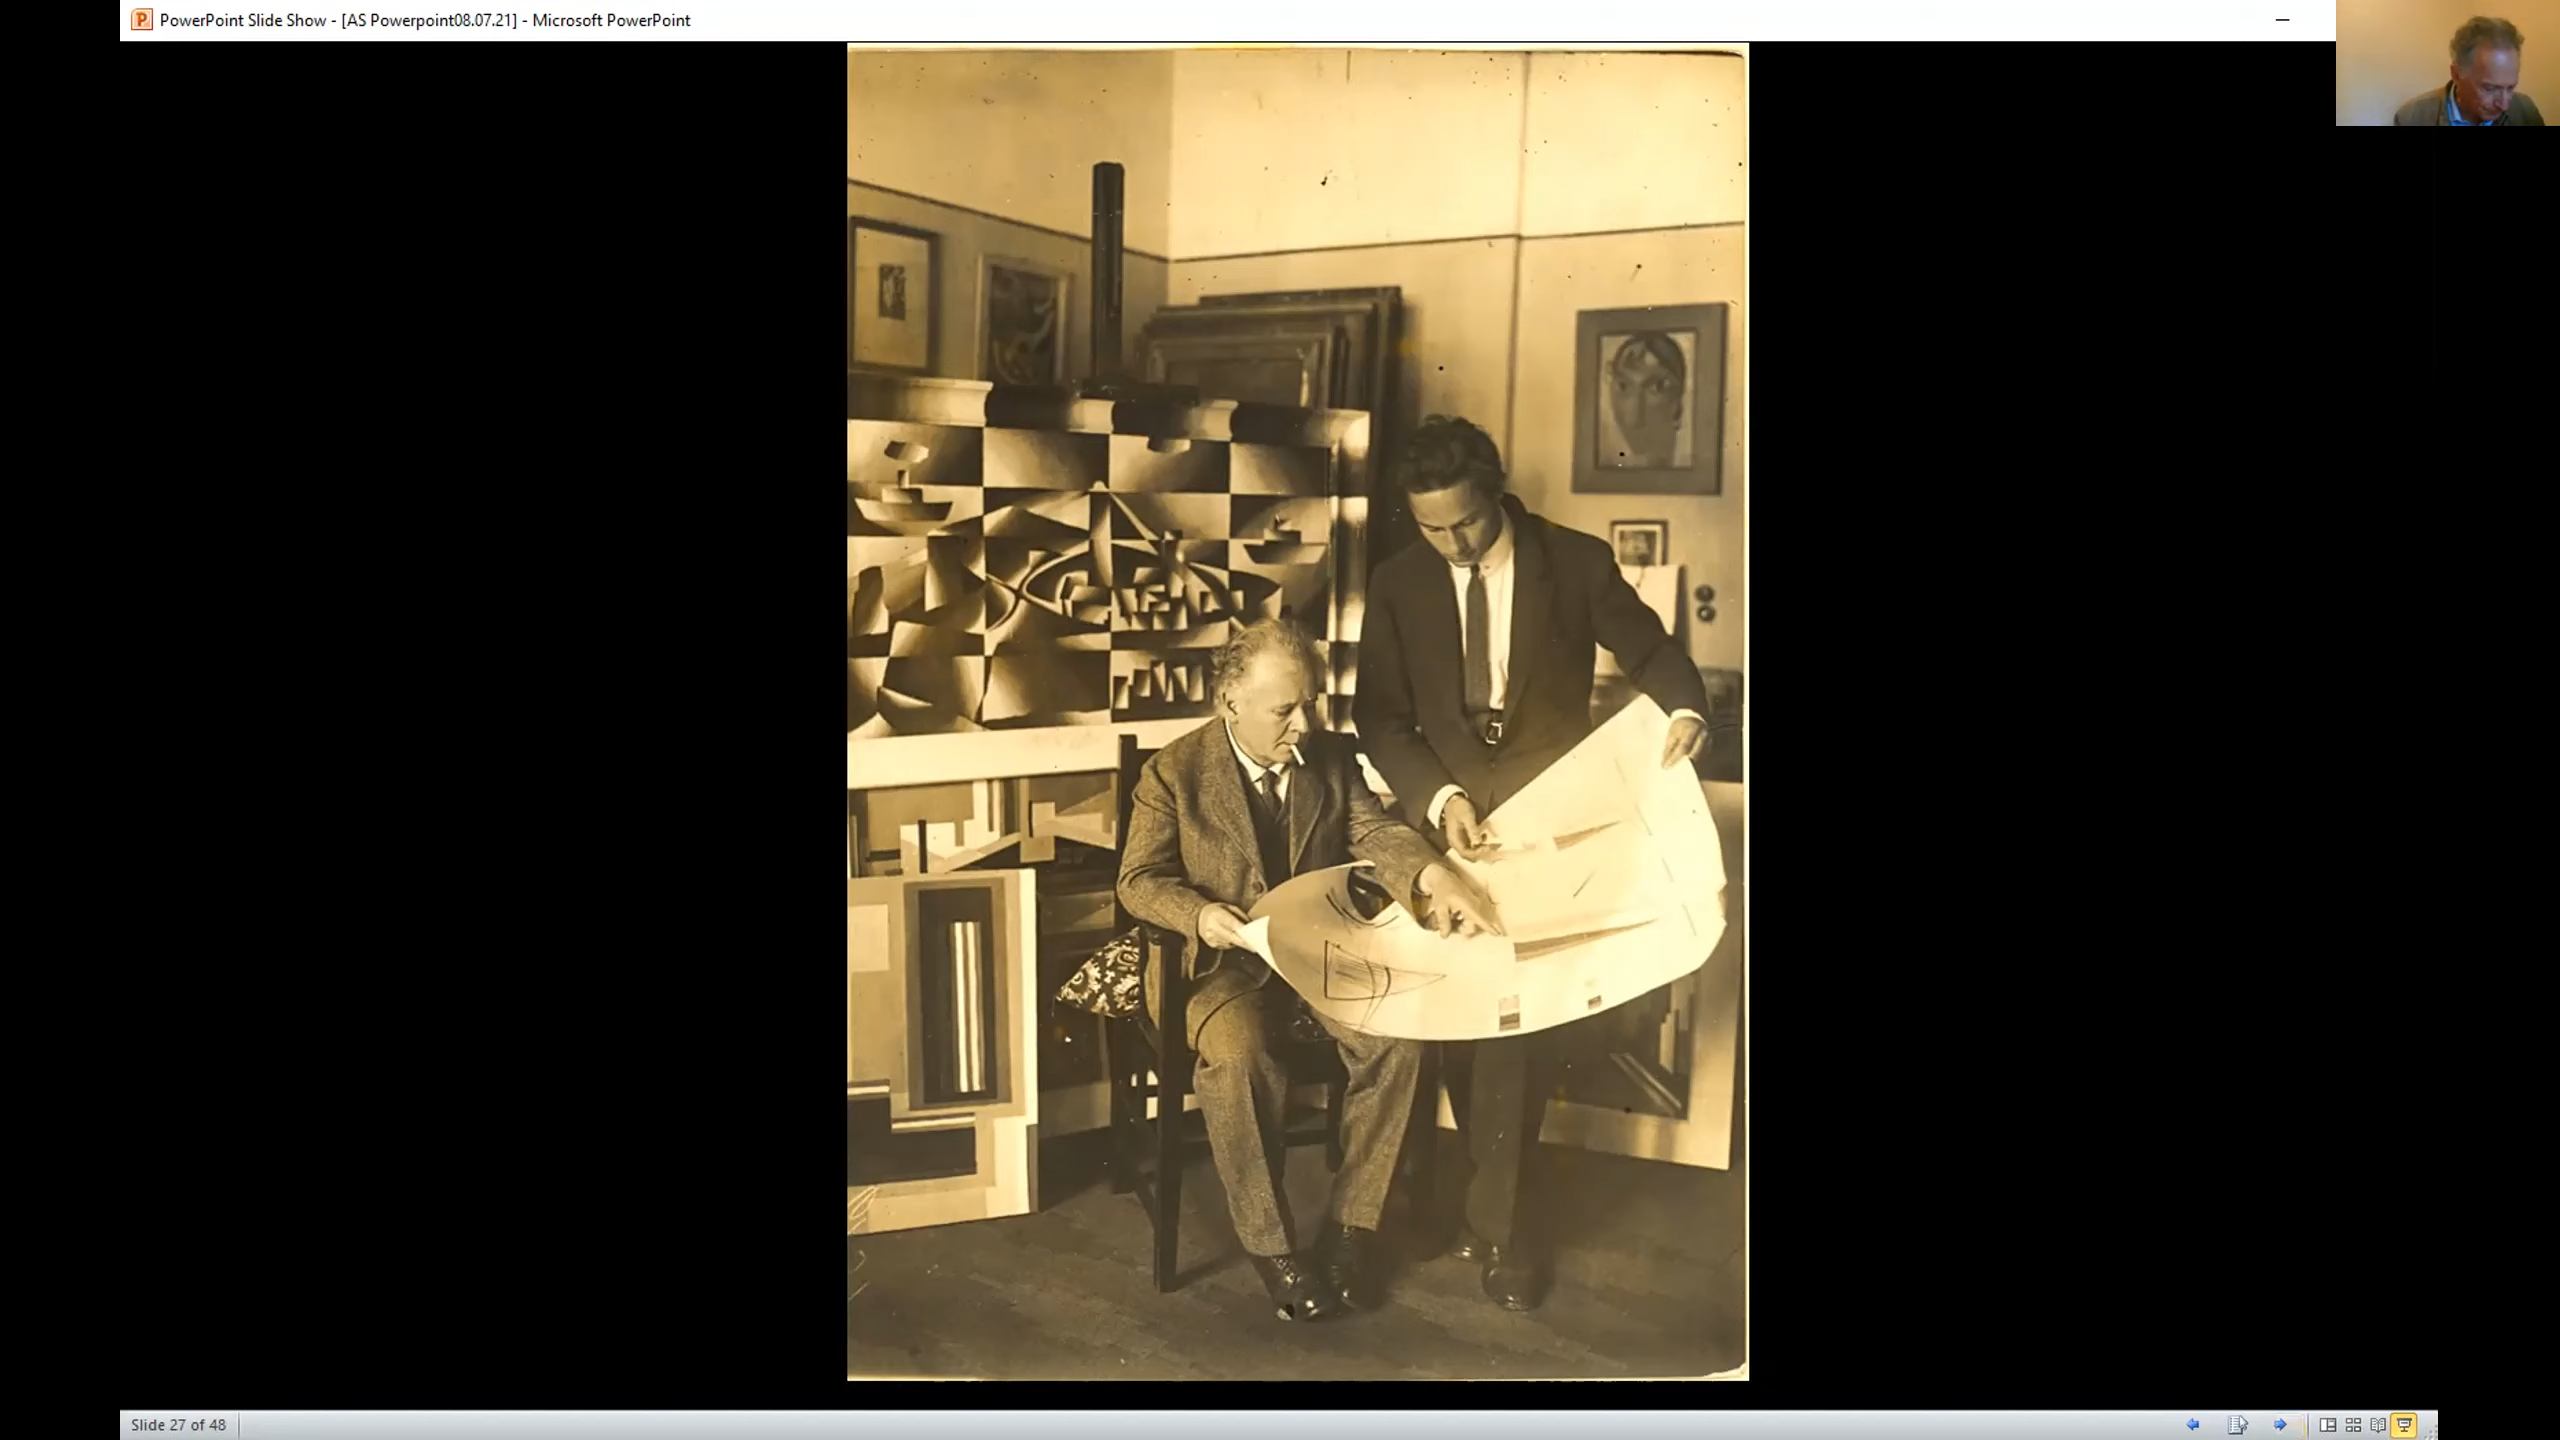 PowerPoint Slide Show - [AS Powerpoint08.07.21] - Microsoft PowerPoint
Slide 27 of 48